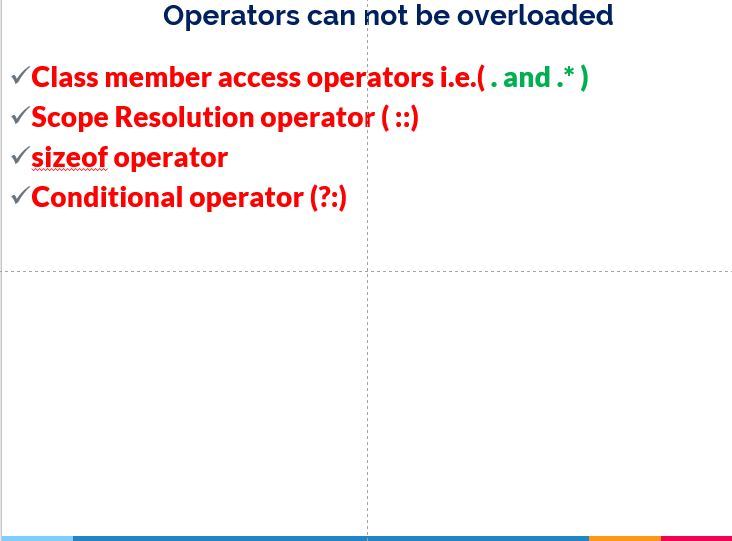 Operators can not be overloaded
✓Class member access operators i.e.( . and .* )
✓Scope Resolution operator ( ::)
✓sizeof operator
✓Conditional operator (?:)